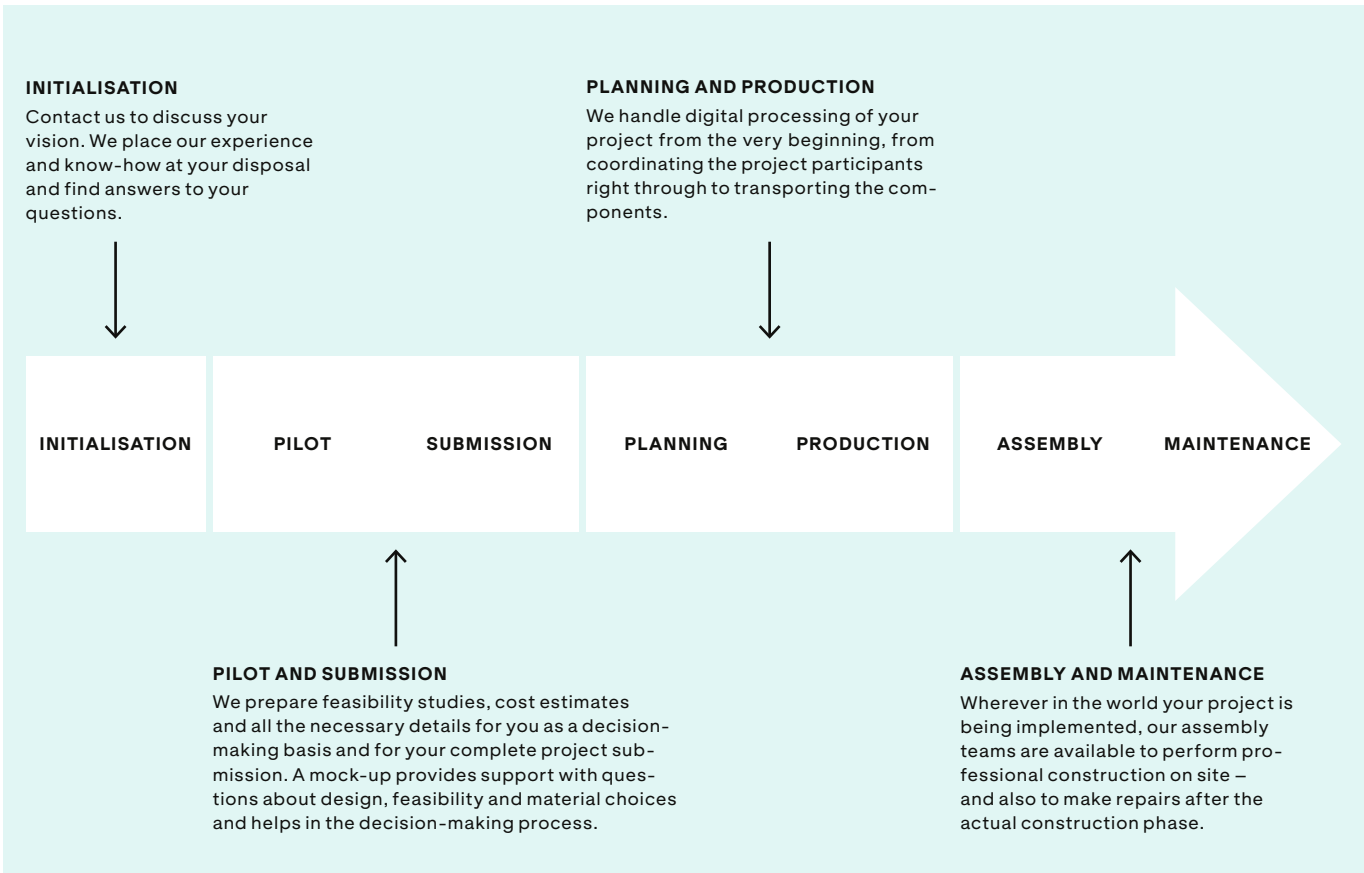 INITIALISATION
Contact us to discuss your
vision. We place our experience
and know-how at your disposal
and find answers to your
questions.
PLANNING AND PRODUCTION
We handle digital processing of your
project from the very beginning, from
coordinating the project participants
right through to transporting the com-
ponents.
INITIALISATION
PILOT
SUBMISSION
PLANNING
PRODUCTION
ASSEMBLY
MAINTENANCE
PILOT AND SUBMISSION
We prepare feasibility studies, cost estimates
and all the necessary details for you as a decision-
making basis and for your complete project sub-
mission. A mock-up provides support with ques-
tions about design, feasibility and material choices
and helps in the decision-making process.
ASSEMBLY AND MAINTENANCE
Wherever in the world your project is
being implemented, our assembly
teams are available to perform pro-
fessional construction on site –
and also to make repairs after the
actual construction phase.